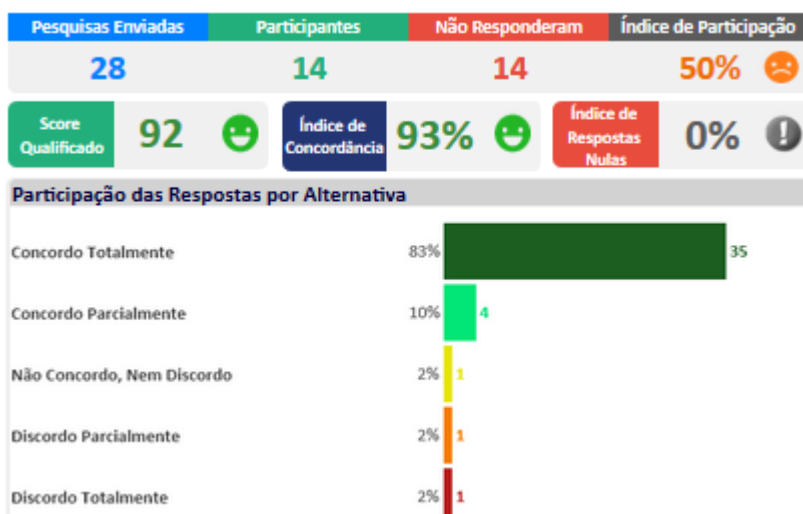 Pesquisas Enviadas Participantes Não Responderam Índice de Participação
28 14 14 50%
Score Qualificado 92 Índice de Concordância 93% Índice de Respostas Nulas 0%
Participação das Respostas por Alternativa
Concordo Totalmente 83% 35
Concordo Parcialmente 10% 4
Não Concordo, Nem Discordo 2% 1
Discordo Parcialmente 2% 1
Discordo Totalmente 2% 1